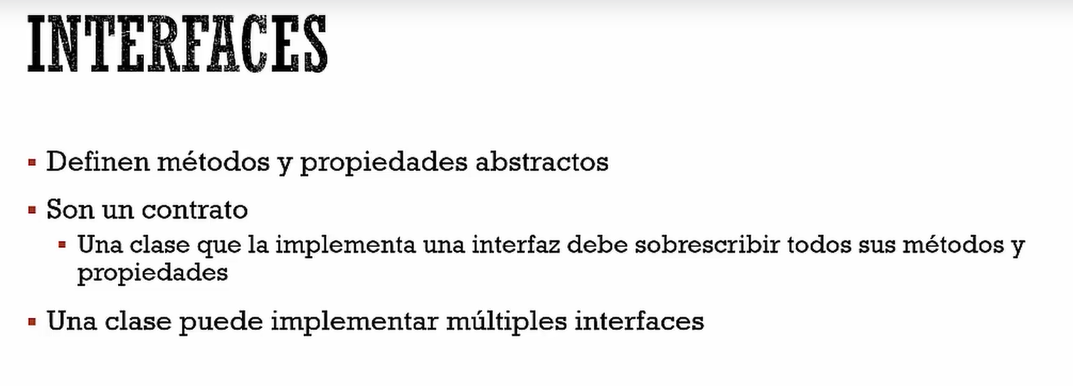 INTERFACES
▪ Definen métodos y propiedades abstractos
▪ Son un contrato
▪ Una clase que la implementa una interfaz debe sobrescribir todos sus métodos y
propiedades
▪ Una clase puede implementar múltiples interfaces